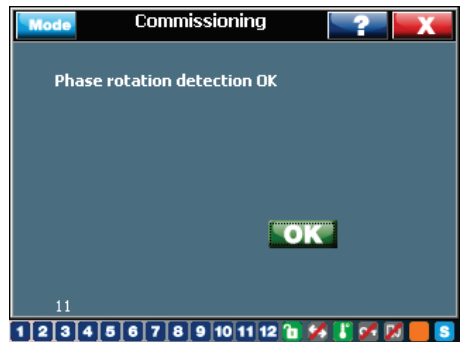 Mode Commissioning ? X
Phase rotation detection OK
OK
11
1 2 3 4 5 6 7 8 9 10 11 12 S